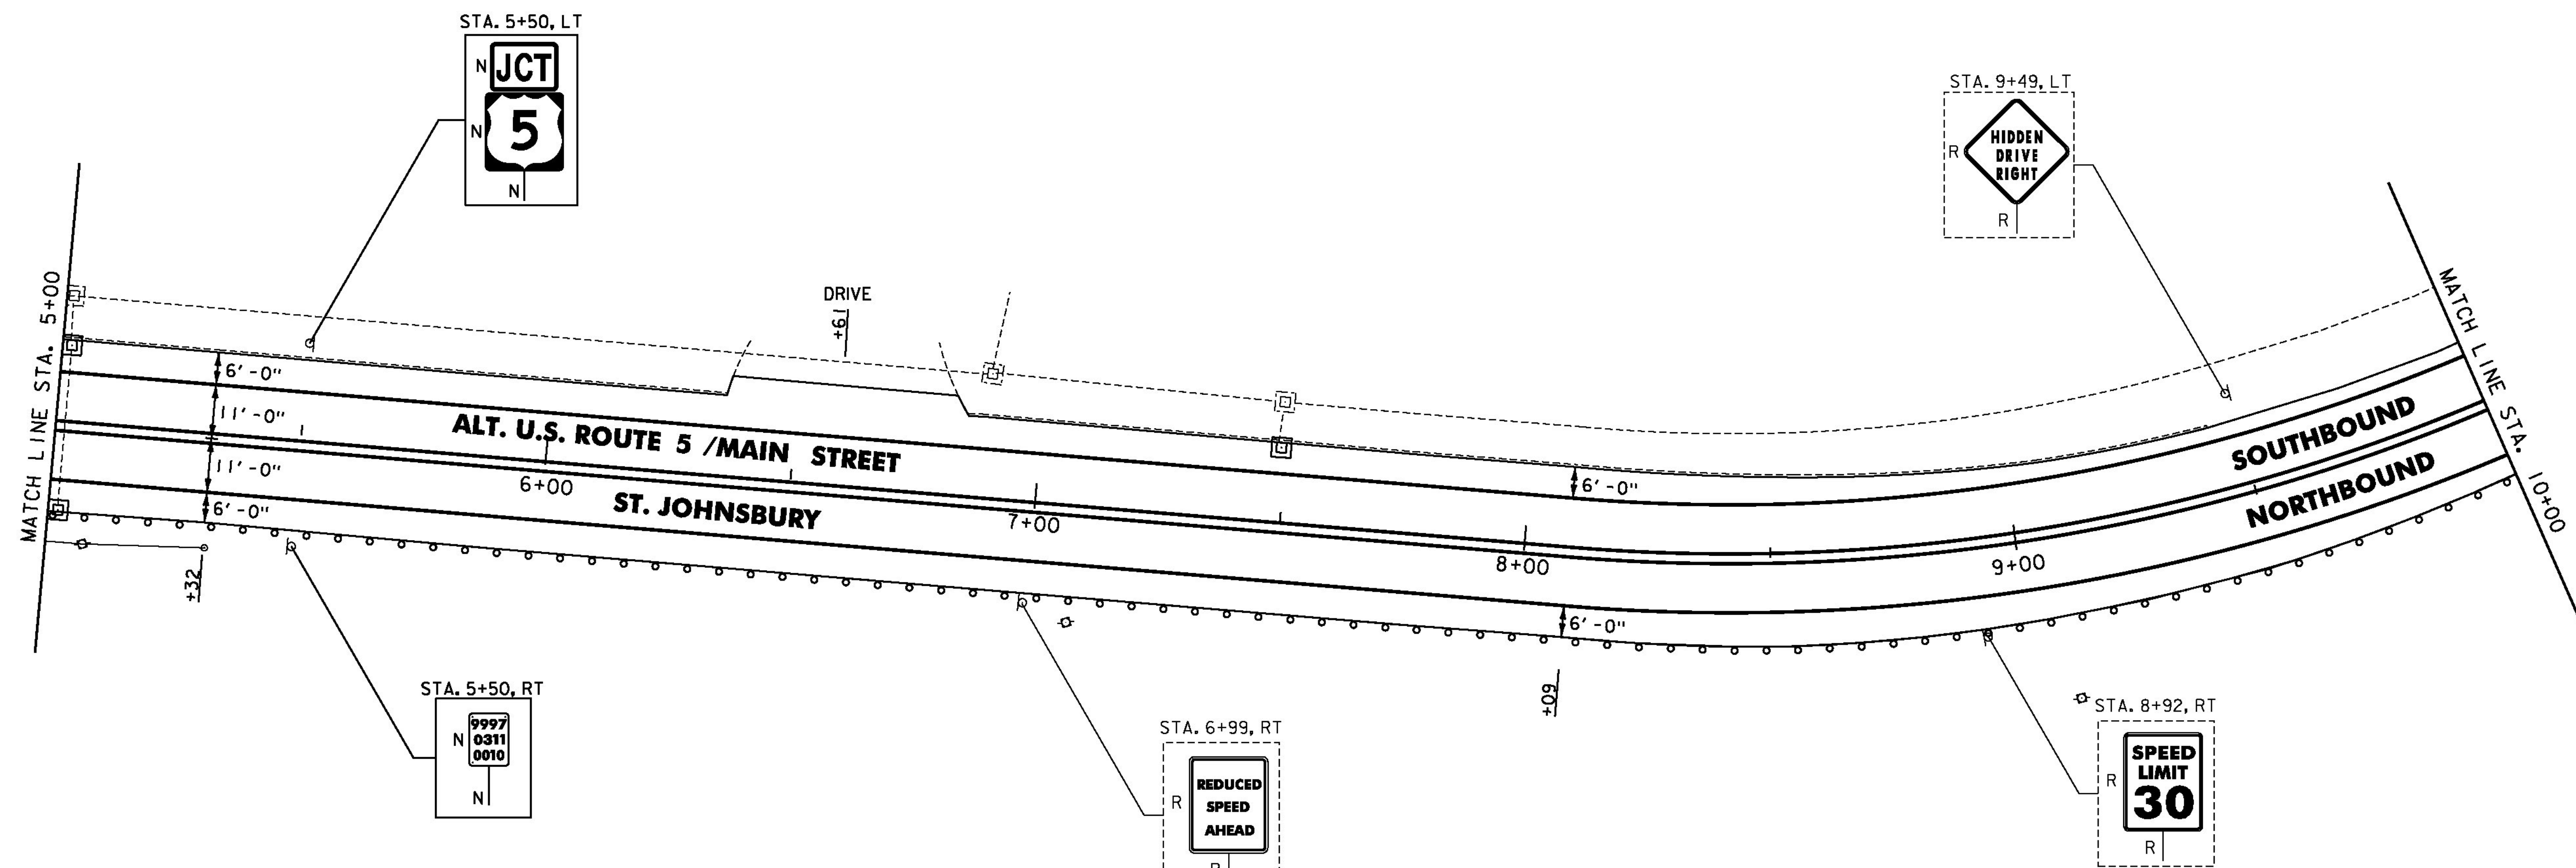 STA. 5+50, LT
N JCT
N 5
N
STA. 9+49, LT
R HIDDEN
DRIVE
RIGHT
R
MATCH LINE STA. 5+00
DRIVE
+61
MATCH LINE STA. 10+00
6'-0"
11'-0"
11'-0"
6'-0"
ALT. U.S. ROUTE 5 /MAIN STREET
ST. JOHNSBURY
6+00
7+00
8+00
9+00
6'-0"
6'-0"
SOUTHBOUND
NORTHBOUND
+32
+09
STA. 5+50, RT
9997
N 0311
0010
N
STA. 6+99, RT
REDUCED
R SPEED
AHEAD
R
STA. 8+92, RT
SPEED
R LIMIT
30
R